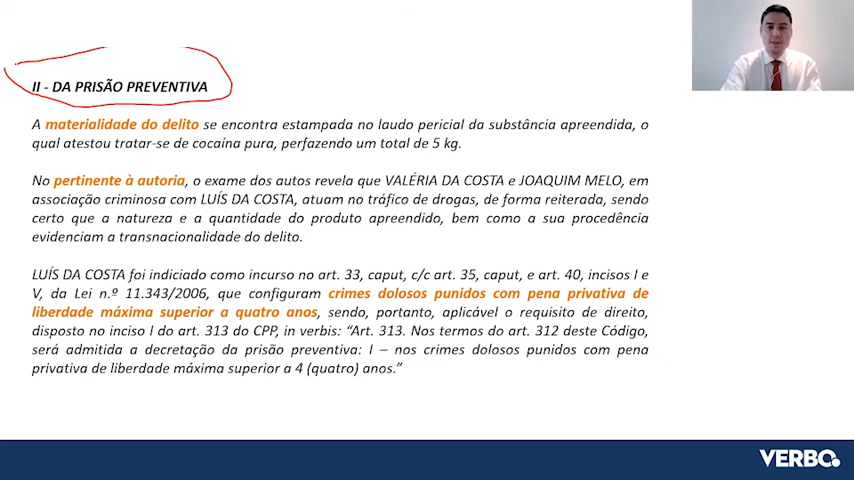 II - DA PRISÃO PREVENTIVA
A materialidade do delito se encontra estampada no laudo pericial da substância apreendida, o
qual atestou tratar-se de cocaína pura, perfazendo um total de 5 kg.
No pertinente à autoria, o exame dos autos revela que VALÉRIA DA COSTA e JOAQUIM MELO, em
associação criminosa com LUÍS DA COSTA, atuam no tráfico de drogas, de forma reiterada, sendo
certo que a natureza e a quantidade do produto apreendido, bem como a sua procedência
evidenciam a transnacionalidade do delito.
LUÍS DA COSTA foi indiciado como incurso no art. 33, caput, c/c art. 35, caput, e art. 40, incisos I e
V, da Lei n.º 11.343/2006, que configuram crimes dolosos punidos com pena privativa de
liberdade máxima superior a quatro anos, sendo, portanto, aplicável o requisito de direito,
disposto no inciso I do art. 313 do CPP, in verbis: “Art. 313. Nos termos do art. 312 deste Código,
será admitida a decretação da prisão preventiva: I – nos crimes dolosos punidos com pena
privativa de liberdade máxima superior a 4 (quatro) anos.”
VERBO.